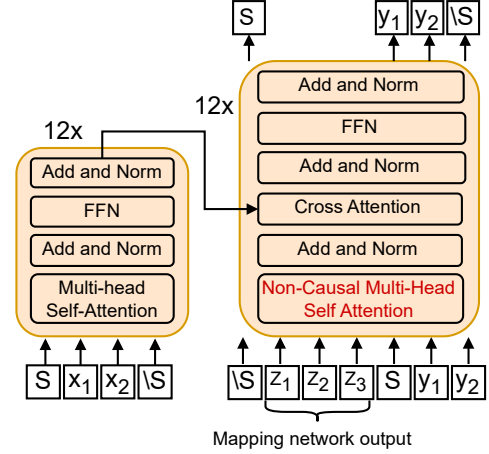 S y1 y2 \S
12x
Add and Norm
FFN
Add and Norm
Cross Attention
Add and Norm
Non-Causal Multi-Head
Self Attention
12x
Add and Norm
FFN
Add and Norm
Multi-head
Self-Attention
S x1 x2 \S
\S z1 z2 z3 S y1 y2
Mapping network output